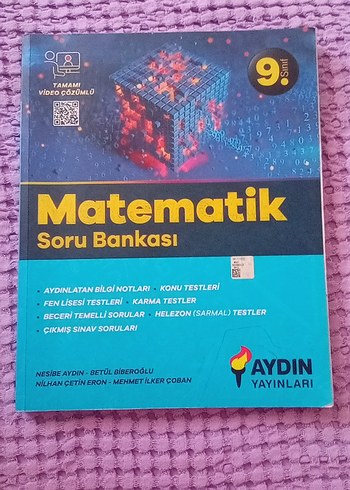 TAMAMI
VİDEO ÇÖZÜMLÜ
9.
Sınıf
Matematik
Soru Bankası
• AYDINLATAN BİLGİ NOTLARI • KONU TESTLERİ
• FEN LİSESİ TESTLERİ • KARMA TESTLER
• BECERİ TEMELLİ SORULAR • HELEZON (SARMAL) TESTLER
• ÇIKMIŞ SINAV SORULARI
NESİBE AYDIN - BETÜL BİBEROĞLU
NİLHAN ÇETİN ERON - MEHMET İLKER ÇOBAN
AYDIN
YAYINLARI